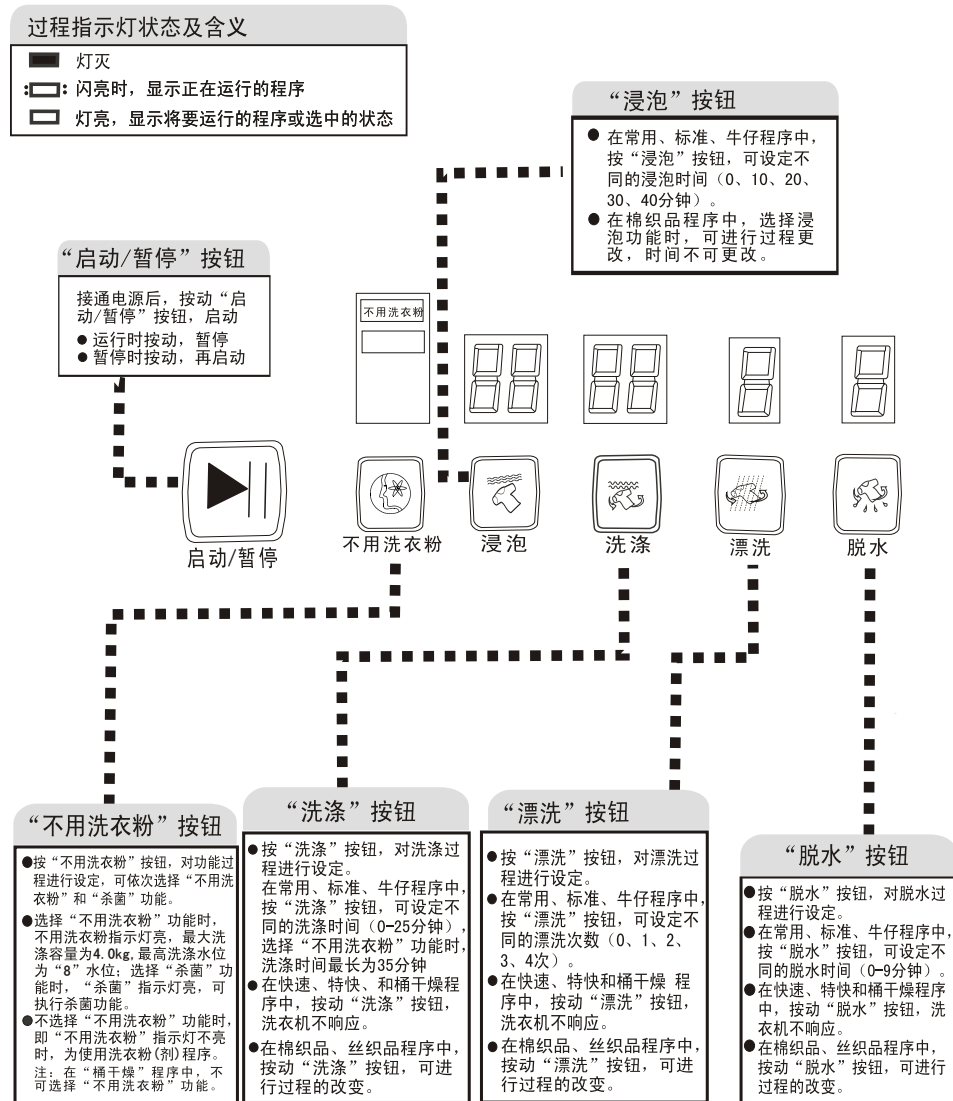 过程指示灯状态及含义
灯灭
闪亮时，显示正在运行的程序
灯亮，显示将要运行的程序或选中的状态
“浸泡”按钮
● 在常用、标准、牛仔程序中，
按“浸泡”按钮，可设定不
同的浸泡时间（0、10、20、
30、40分钟）。
● 在棉织品程序中，选择浸
泡功能时，可进行过程更
改，时间不可更改。
“启动/暂停”按钮
接通电源后，按动“启
动/暂停”按钮，启动
● 运行时按动，暂停
● 暂停时按动，再启动
不用洗衣粉
88
88
8
8
启动/暂停
不用洗衣粉
浸泡
洗涤
漂洗
脱水
“不用洗衣粉”按钮
●按“不用洗衣粉”按钮，对功能过
程进行设定，可依次选择“不用洗
衣粉”和“杀菌”功能。
●选择“不用洗衣粉”功能时，
不用洗衣粉指示灯亮，最大洗
涤容量为4.0kg,最高洗涤水位
为“8”水位；选择“杀菌”功
能时，“杀菌”指示灯亮，可
执行杀菌功能。
●不选择“不用洗衣粉”功能时，
即“不用洗衣粉”指示灯不亮
时，为使用洗衣粉(剂)程序。
注：在“桶干燥”程序中，不
可选择“不用洗衣粉”功能。
“洗涤”按钮
●按“洗涤”按钮，对洗涤过
程进行设定。
在常用、标准、牛仔程序中，
按“洗涤”按钮，可设定不
同的洗涤时间（0-25分钟），
选择“不用洗衣粉”功能时，
洗涤时间最长为35分钟
●在快速、特快、和桶干燥程
序中，按动“洗涤”按钮，
洗衣机不响应。
●在棉织品、丝织品程序中，
按动“洗涤”按钮，可进
行过程的改变。
“漂洗”按钮
●按“漂洗”按钮，对漂洗过
程进行设定。
●在常用、标准、牛仔程序中，
按“漂洗”按钮，可设定不
同的漂洗次数（0、1、2、
3、4次）。
●在快速、特快和桶干燥 程
序中，按动“漂洗”按钮，
洗衣机不响应。
●在棉织品、丝织品程序中，
按动“漂洗”按钮，可进
行过程的改变。
“脱水”按钮
●按“脱水”按钮，对脱水过
程进行设定。
●在常用、标准、牛仔程序中，
按“脱水”按钮，可设定不
同的脱水时间（0-9分钟）。
●在快速、特快和桶干燥程序
中，按动“脱水”按钮，洗
衣机不响应。
●在棉织品、丝织品程序中，
按动“脱水”按钮，可进行
过程的改变。